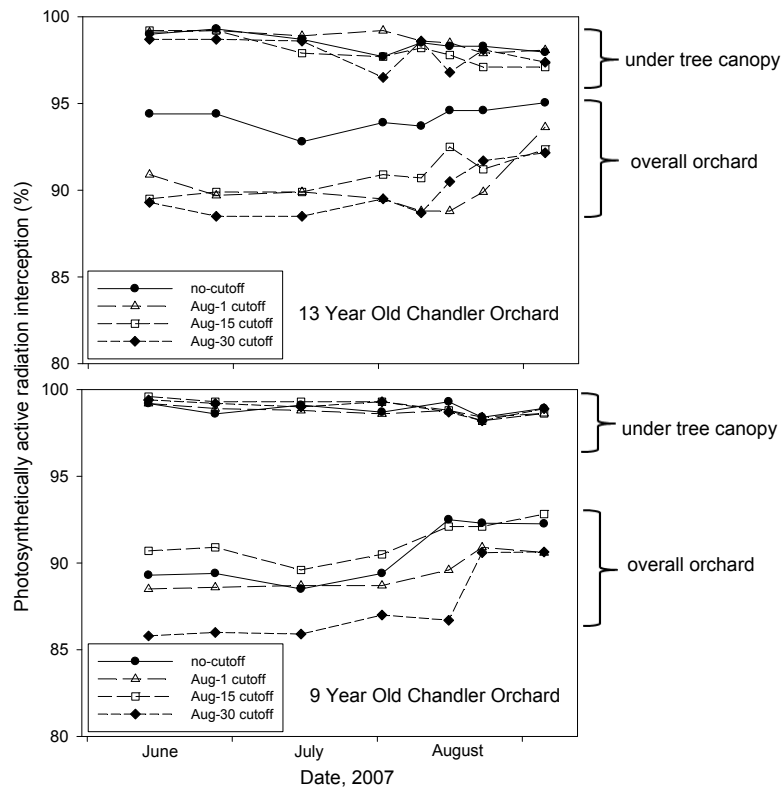 100
95
90
85
80
no-cutoff
Aug-1 cutoff
Aug-15 cutoff
Aug-30 cutoff
13 Year Old Chandler Orchard
under tree canopy
overall orchard
Photosynthetically active radiation interception (%)
100
95
90
85
80
no-cutoff
Aug-1 cutoff
Aug-15 cutoff
Aug-30 cutoff
9 Year Old Chandler Orchard
under tree canopy
overall orchard
June July August
Date, 2007